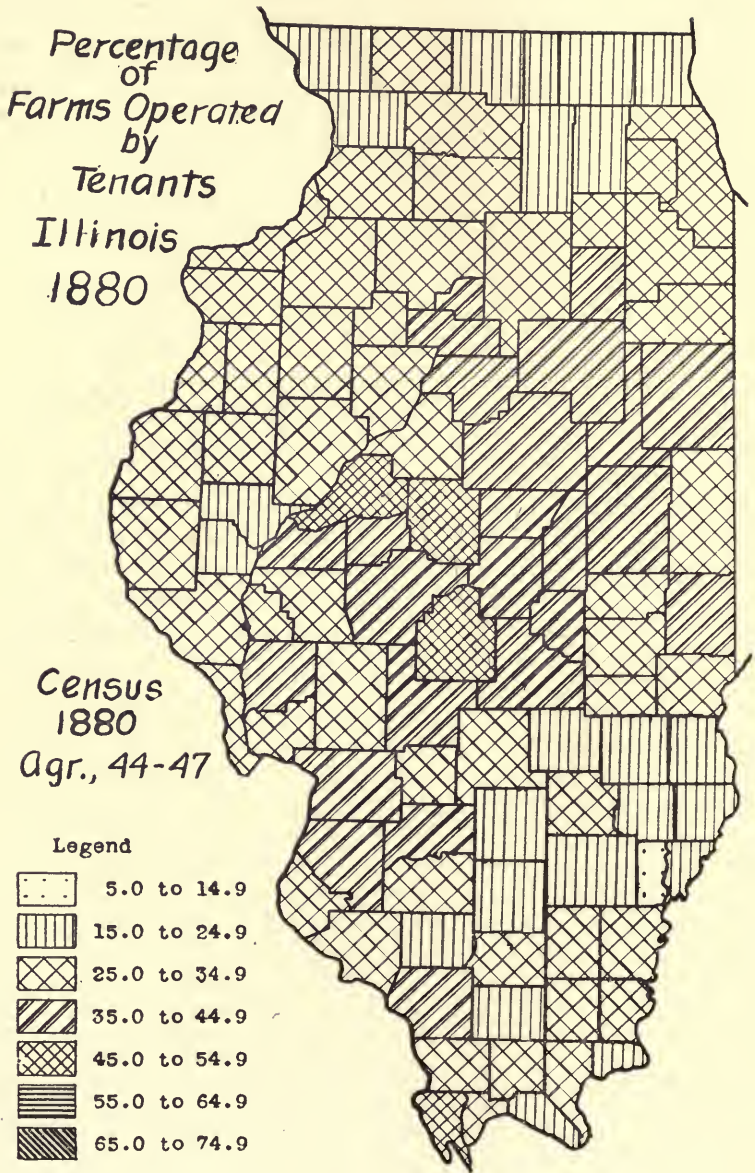 Percentage
of
Farms Operated
by
Tenants
Illinois
1880
Census
1880
Agr., 44-47
Legend
5.0 to 14.9
15.0 to 24.9
25.0 to 34.9
35.0 to 44.9
45.0 to 54.9
55.0 to 64.9
65.0 to 74.9